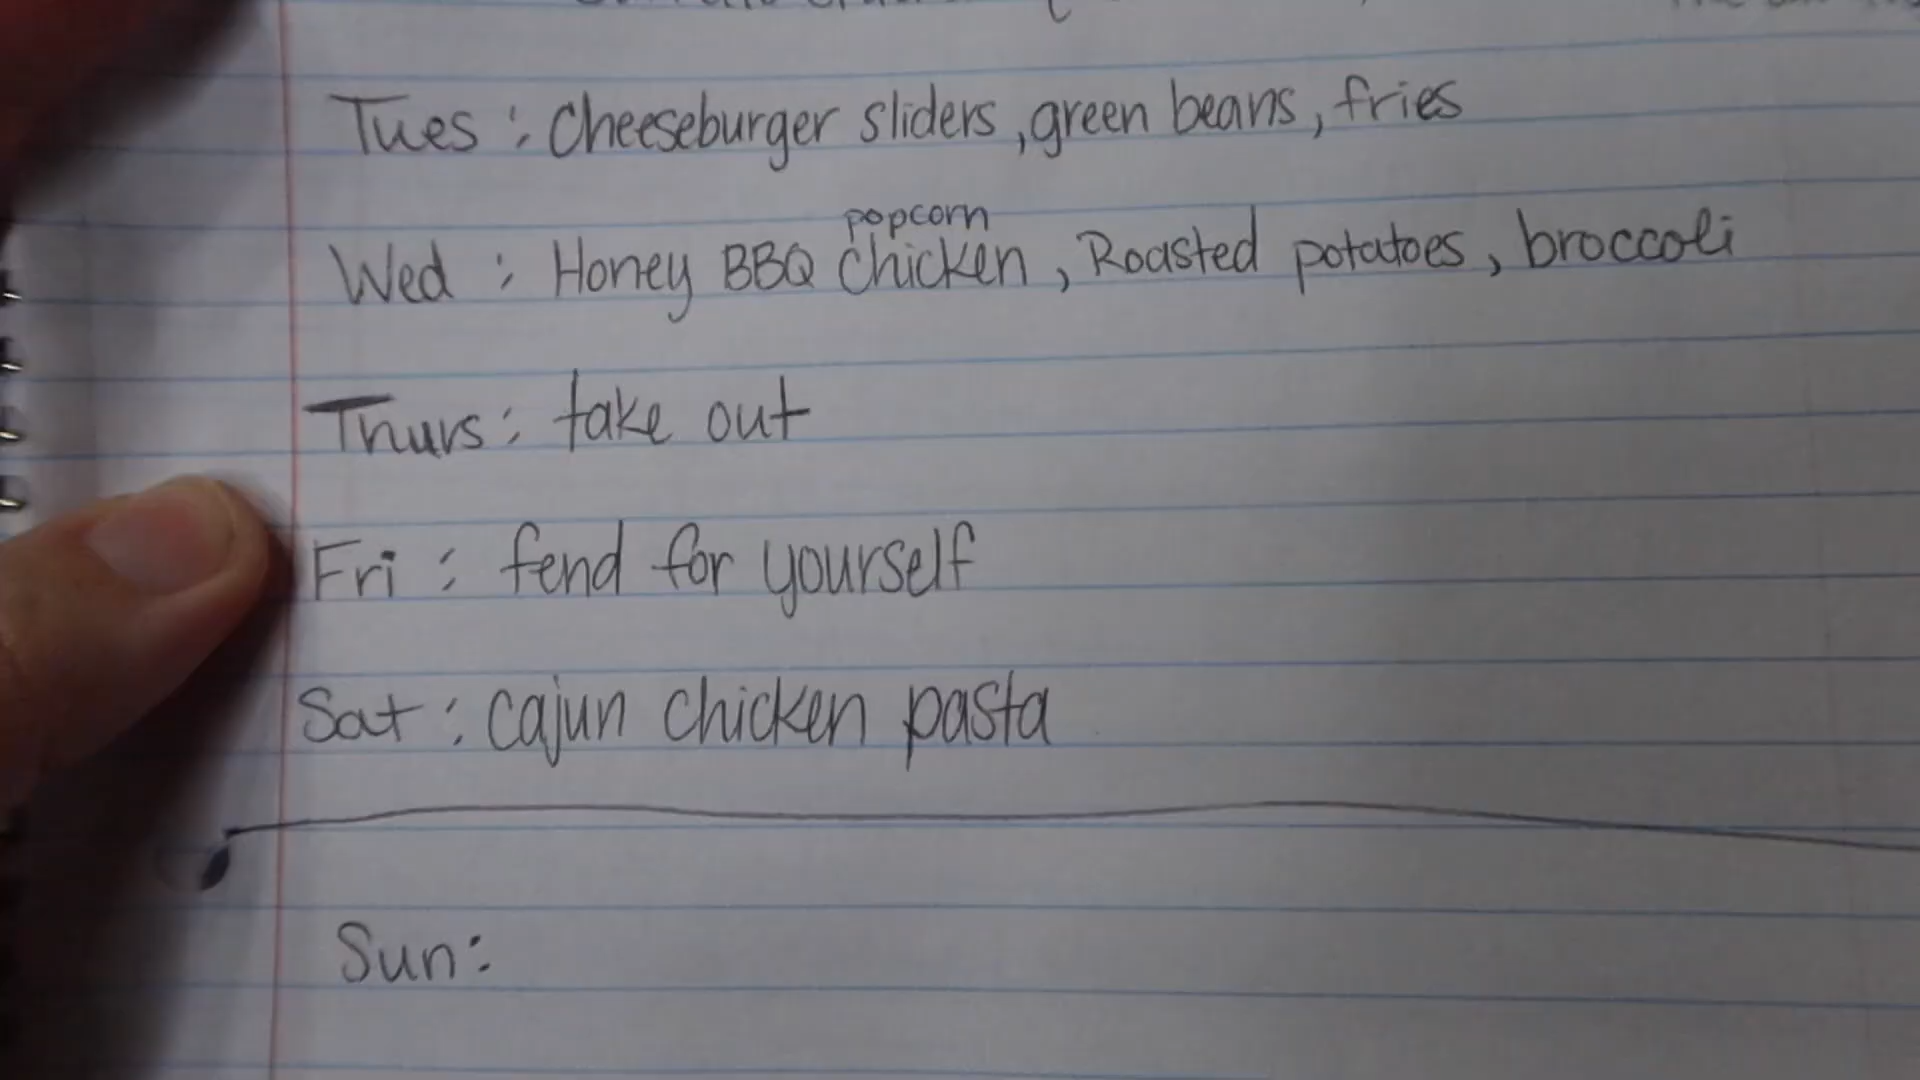 Tues : Cheeseburger sliders, green beans, fries
popcorn
Wed : Honey BBQ chicken, Roasted potatoes, broccoli
Thurs : take out
Fri : fend for yourself
Sat : cajun chicken pasta
Sun :